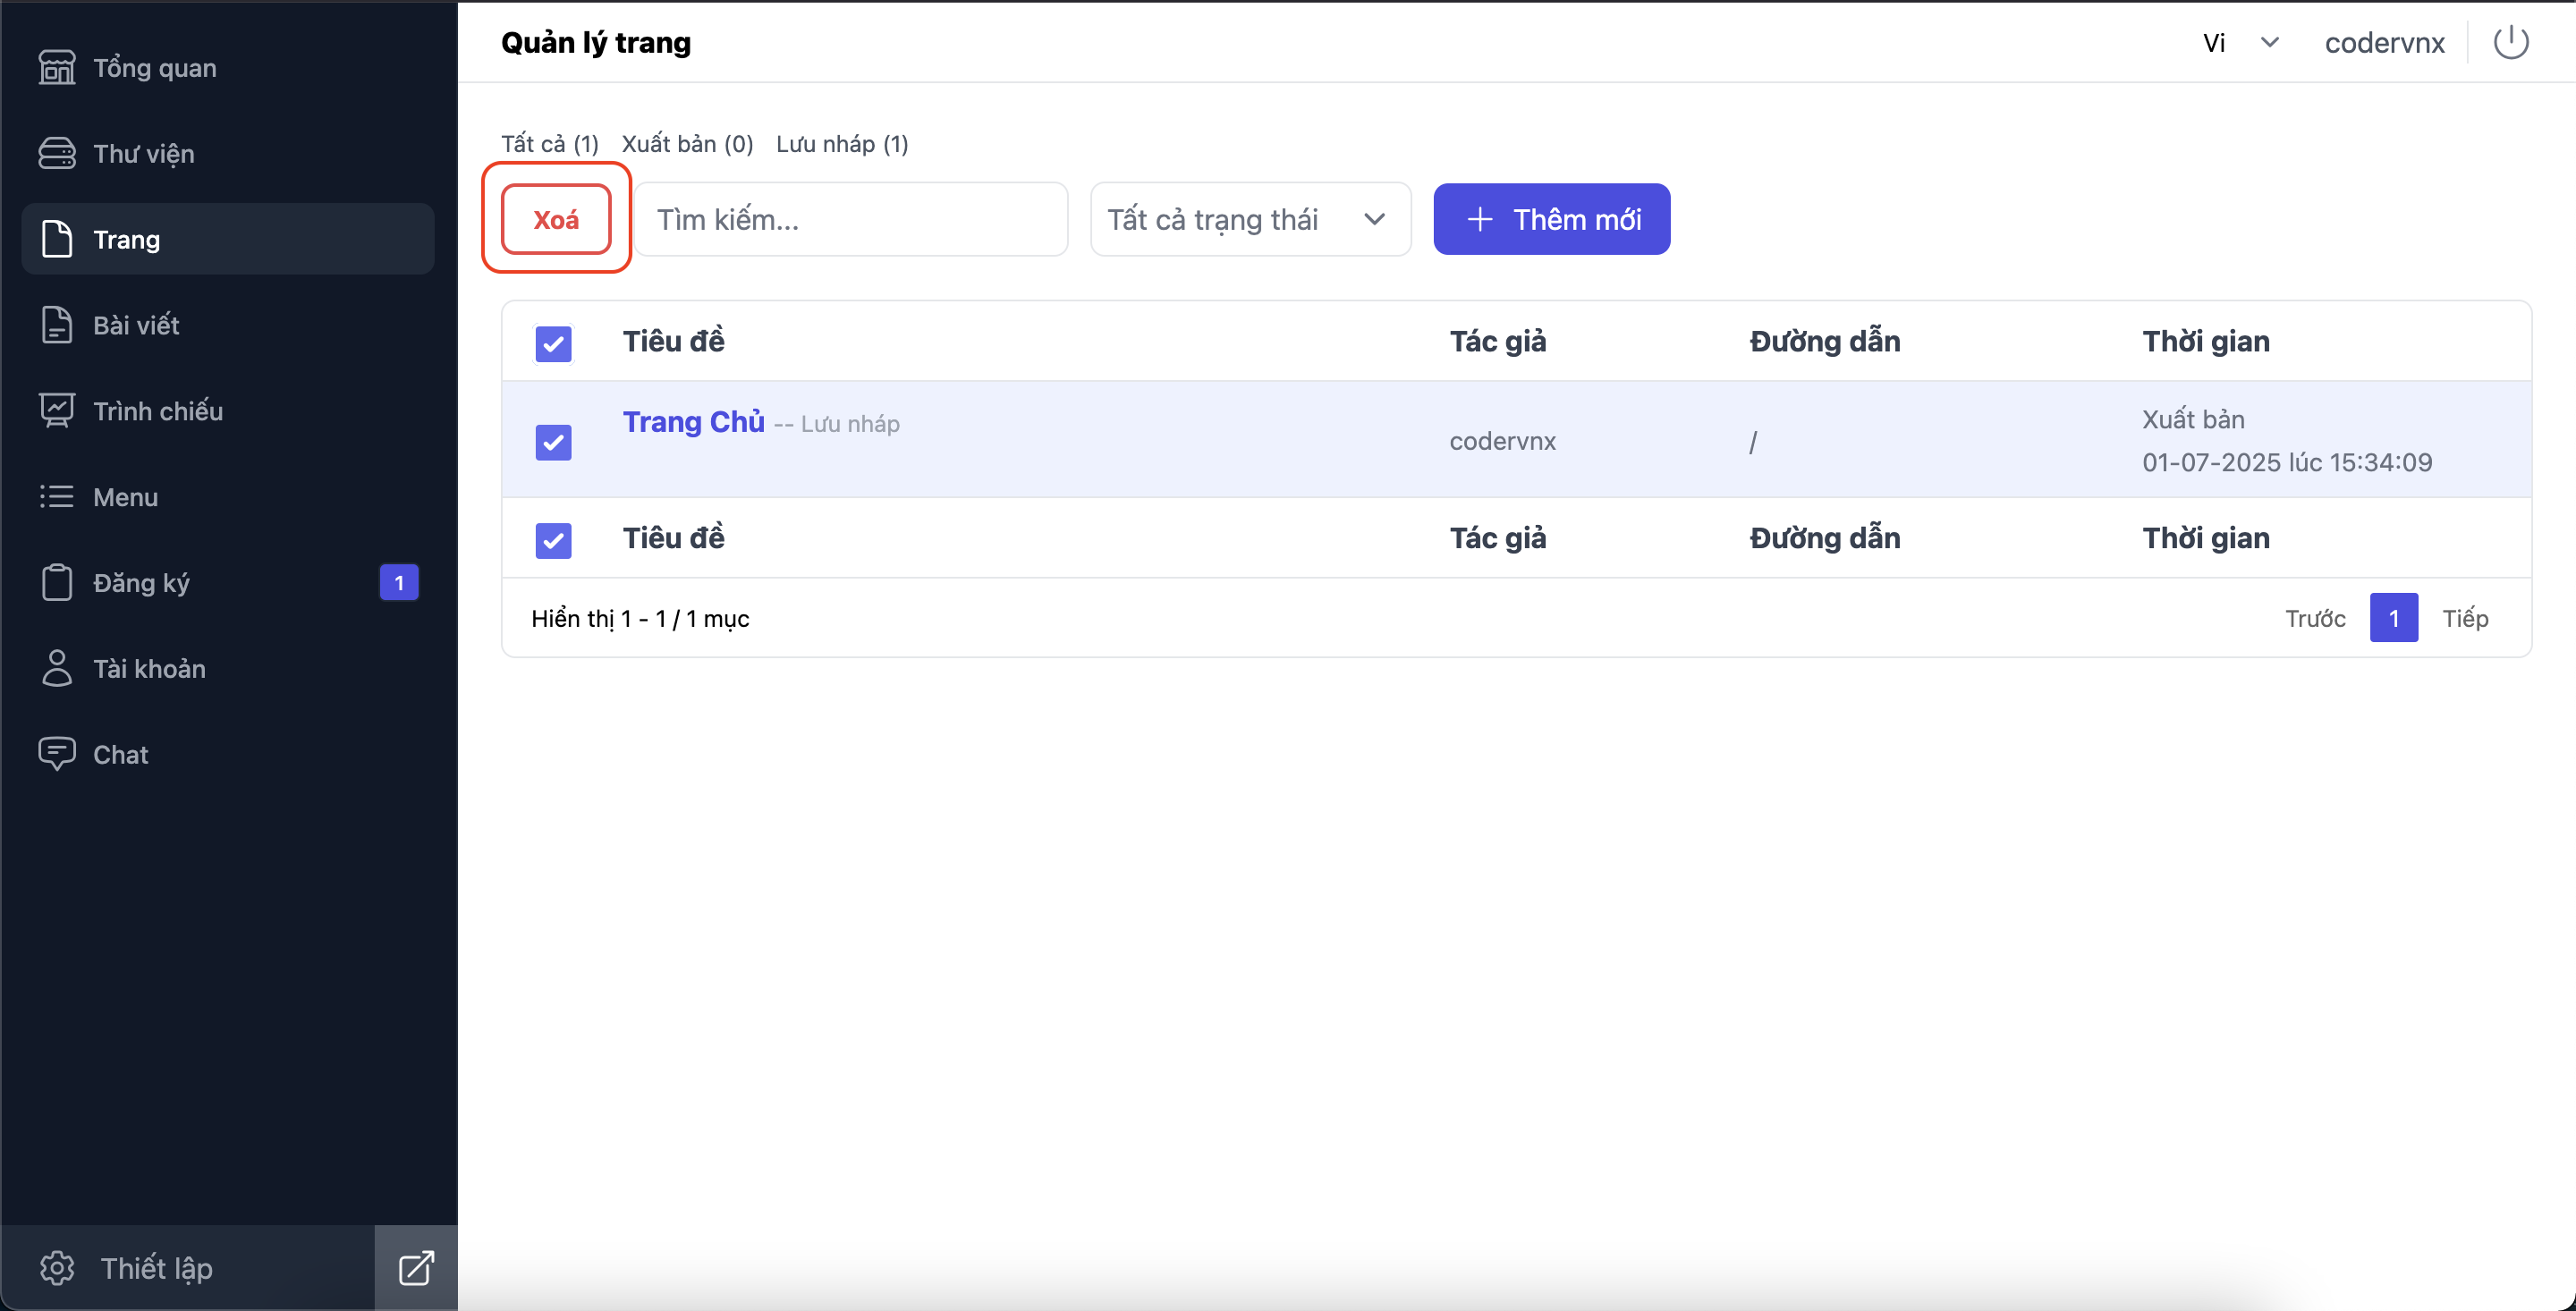 Tổng quan
Thư viện
Trang
Bài viết
Trình chiếu
Menu
Đăng ký 1
Tài khoản
Chat
Thiết lập
Quản lý trang
Vi codervnx
Tất cả (1) Xuất bản (0) Lưu nháp (1)
Xoá Tìm kiếm... Tất cả trạng thái Thêm mới
Tiêu đề Tác giả Đường dẫn Thời gian
Trang Chủ -- Lưu nháp codervnx / Xuất bản
01-07-2025 lúc 15:34:09
Tiêu đề Tác giả Đường dẫn Thời gian
Hiển thị 1 - 1 / 1 mục Trước 1 Tiếp